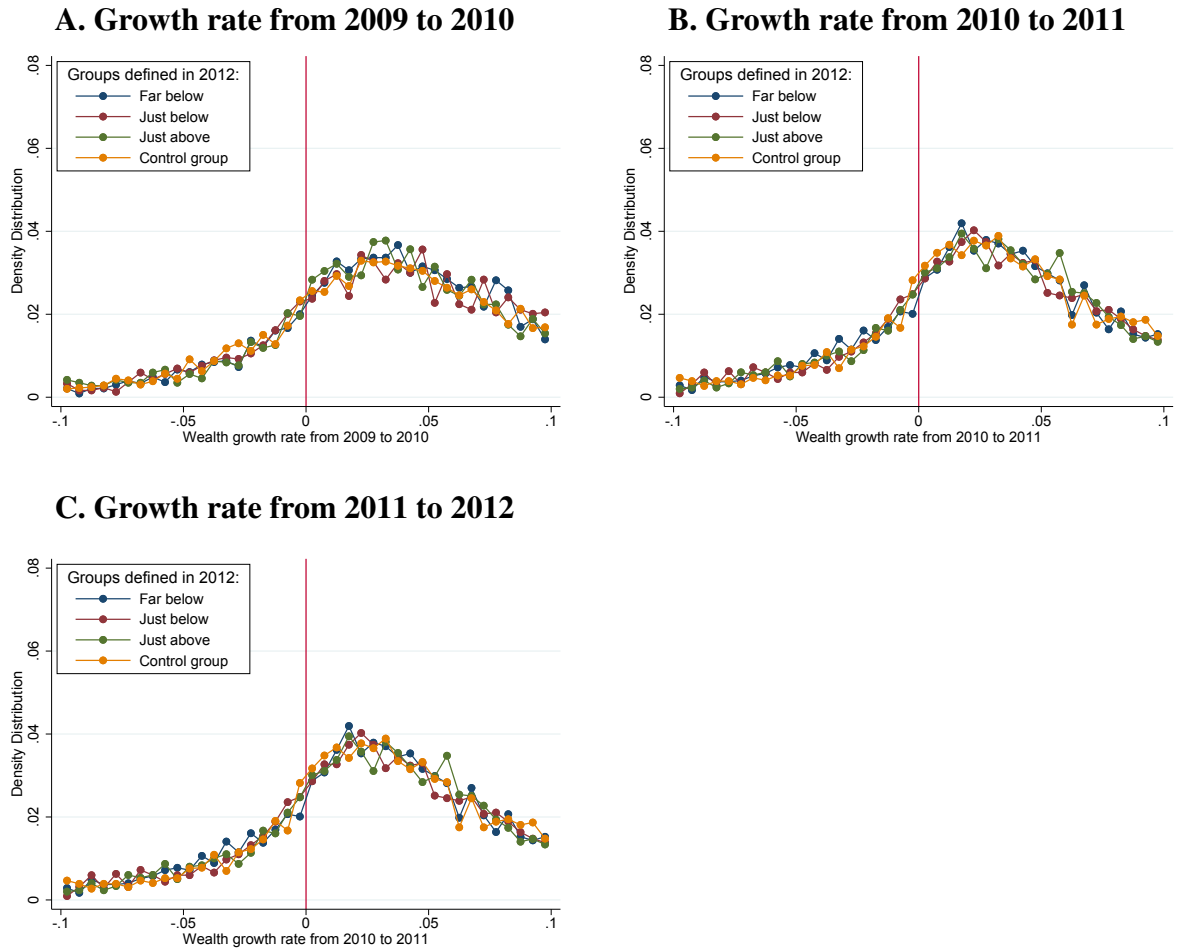 A. Growth rate from 2009 to 2010
.08
.06
.04
.02
0
Density Distribution
Groups defined in 2012:
Far below
Just below
Just above
Control group
-.1
-.05
0
.05
.1
Wealth growth rate from 2009 to 2010
B. Growth rate from 2010 to 2011
.08
.06
.04
.02
0
Density Distribution
Groups defined in 2012:
Far below
Just below
Just above
Control group
-.1
-.05
0
.05
.1
Wealth growth rate from 2010 to 2011
C. Growth rate from 2011 to 2012
.08
.06
.04
.02
0
Density Distribution
Groups defined in 2012:
Far below
Just below
Just above
Control group
-.1
-.05
0
.05
.1
Wealth growth rate from 2010 to 2011